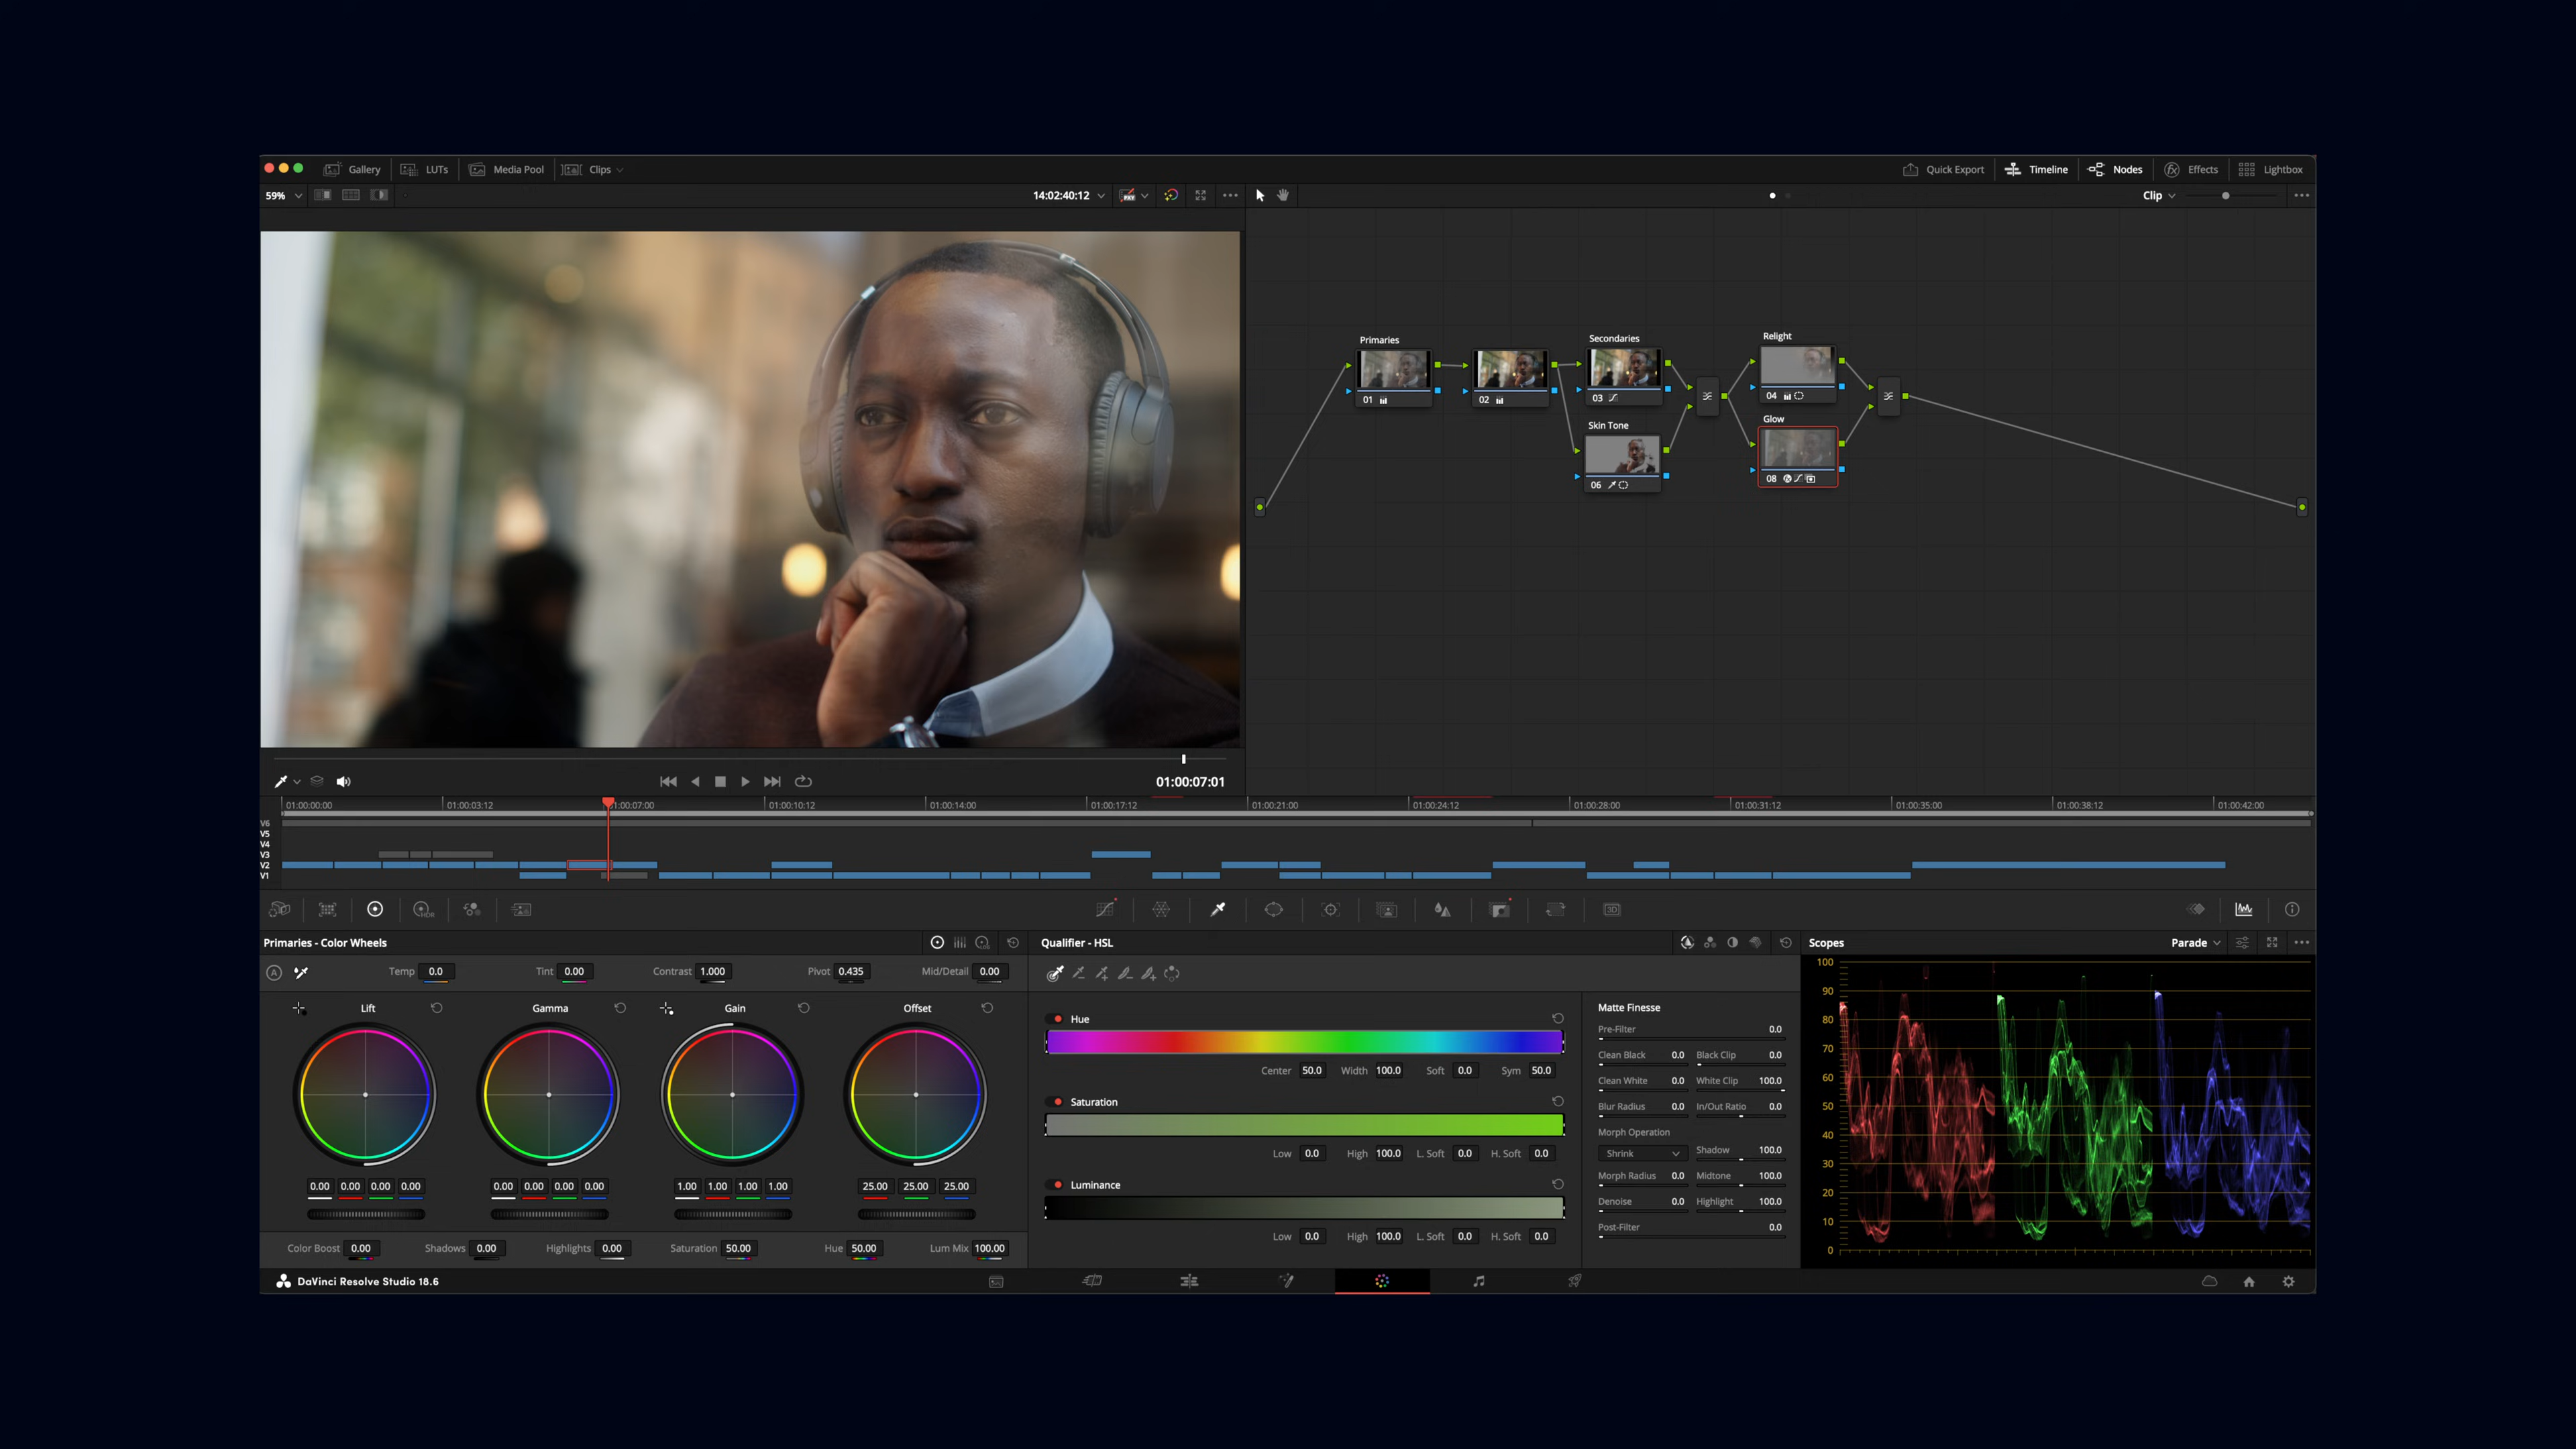 Gallery LUTs Media Pool Clips Quick Export Timeline Nodes Effects Lightbox
59% 14:02:40:12 Clip
Primaries
01
02
Secondaries
03
Skin Tone
06
Relight
04
Glow
08
01:00:07:01
01:00:00:00 01:00:03:12 01:00:07:00 01:00:10:12 01:00:14:00 01:00:17:12 01:00:21:00 01:00:24:12 01:00:28:00 01:00:31:12 01:00:35:00 01:00:38:12 01:00:42:00
V6
V5
V4
V3
V2
V1
HDR
3D
Primaries - Color Wheels
A Temp 0.0 Tint 0.00 Contrast 1.000 Pivot 0.435 Mid/Detail 0.00
Lift Gamma Gain Offset
0.00 0.00 0.00 0.00 0.00 0.00 0.00 0.00 1.00 1.00 1.00 1.00 25.00 25.00 25.00
Color Boost 0.00 Shadows 0.00 Highlights 0.00 Saturation 50.00 Hue 50.00 Lum Mix 100.00
Qualifier - HSL
Hue
Center 50.0 Width 100.0 Soft 0.0 Sym 50.0
Saturation
Low 0.0 High 100.0 L. Soft 0.0 H. Soft 0.0
Luminance
Low 0.0 High 100.0 L. Soft 0.0 H. Soft 0.0
Matte Finesse
Pre-Filter 0.0
Clean Black 0.0 Black Clip 0.0
Clean White 0.0 White Clip 100.0
Blur Radius 0.0 In/Out Ratio 0.0
Morph Operation
Shrink Shadow 100.0
Morph Radius 0.0 Midtone 100.0
Denoise 0.0 Highlight 100.0
Post-Filter 0.0
Scopes Parade
100
90
80
70
60
50
40
30
20
10
0
DaVinci Resolve Studio 18.6